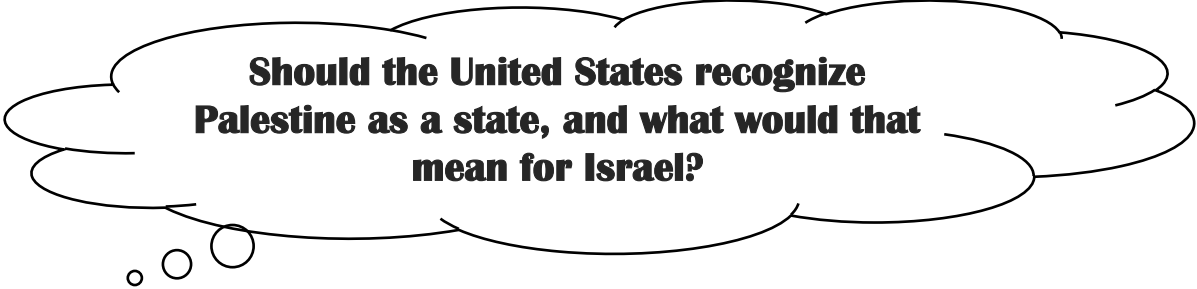 Should the United States recognize
Palestine as a state, and what would that
mean for Israel?